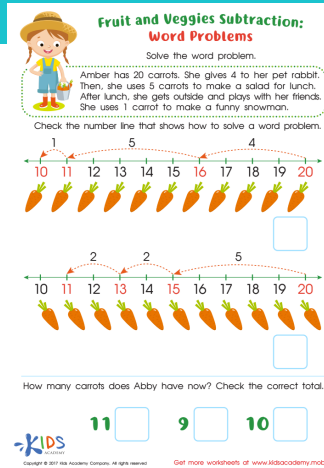 Fruit and Veggies Subtraction:
Word Problems
Solve the word problem.
Amber has 20 carrots. She gives 4 to her pet rabbit.
Then, she uses 5 carrots to make a salad for lunch.
After lunch, she gets outside and plays with her friends.
She uses 1 carrot to make a funny snowman.
Check the number line that shows how to solve a word problem.
1 5 4
10 11 12 13 14 15 16 17 18 19 20
2 2 5
10 11 12 13 14 15 16 17 18 19 20
How many carrots does Abby have now? Check the correct total.
11 9 10
KIDS
ACADEMY
Copyright © 2017 Kids Academy Company. All rights reserved
Get more worksheets at www.kidsacademy.mobi